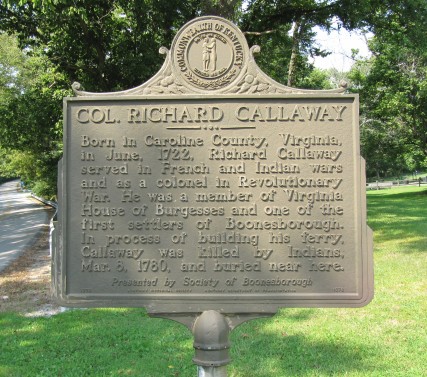 COMMONWEALTH OF KENTUCKY
COL. RICHARD CALLAWAY
Born in Caroline County, Virginia,
in June, 1722, Richard Callaway
served in French and Indian wars
and as a colonel in Revolutionary
War. He was a member of Virginia
House of Burgesses and one of the
first settlers of Boonesborough.
In process of building his ferry,
Callaway was killed by Indians,
Mar. 8, 1780, and buried near here.
Presented by Society of Boonesborough